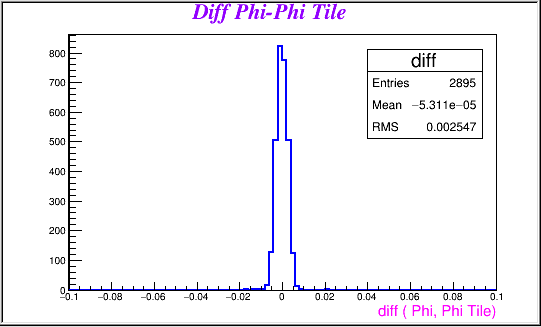 Diff Phi-Phi Tile
diff
Entries 2895
Mean −5.311e−05
RMS 0.002547
800
700
600
500
400
300
200
100
0
−0.1 −0.08 −0.06 −0.04 −0.02 0 0.02 0.04 0.06 0.08 0.1
diff ( Phi, Phi Tile)